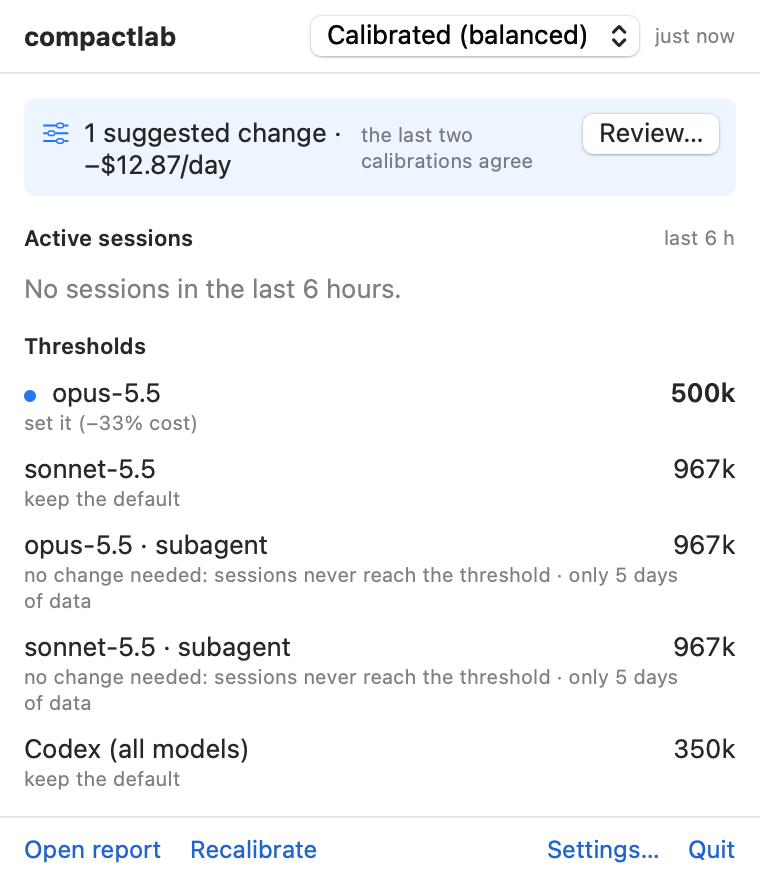 compactlab
Calibrated (balanced)
just now
1 suggested change ·
−$12.87/day
the last two
calibrations agree
Review...
Active sessions
last 6 h
No sessions in the last 6 hours.
Thresholds
opus-5.5
500k
set it (−33% cost)
sonnet-5.5
967k
keep the default
opus-5.5 · subagent
967k
no change needed: sessions never reach the threshold · only 5 days
of data
sonnet-5.5 · subagent
967k
no change needed: sessions never reach the threshold · only 5 days
of data
Codex (all models)
350k
keep the default
Open report
Recalibrate
Settings...
Quit